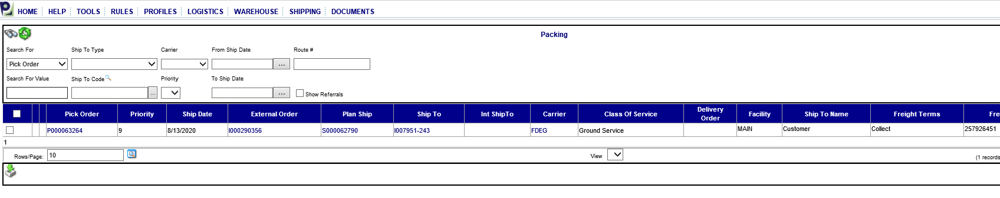 HOME HELP TOOLS RULES PROFILES LOGISTICS WAREHOUSE SHIPPING DOCUMENTS
Packing
Search For Ship To Type Carrier From Ship Date Route #
Pick Order ...
Search For Value Ship To Code Priority To Ship Date
... ... Show Referrals
Pick Order Priority Ship Date External Order Plan Ship Ship To Int ShipTo Carrier Class Of Service Delivery Order Facility Ship To Name Freight Terms Fre
P000063264 9 8/13/2020 I000290356 S000062790 I007951-243 FDEG Ground Service MAIN Customer Collect 257926451
1
Rows/Page: 10 View (1 records